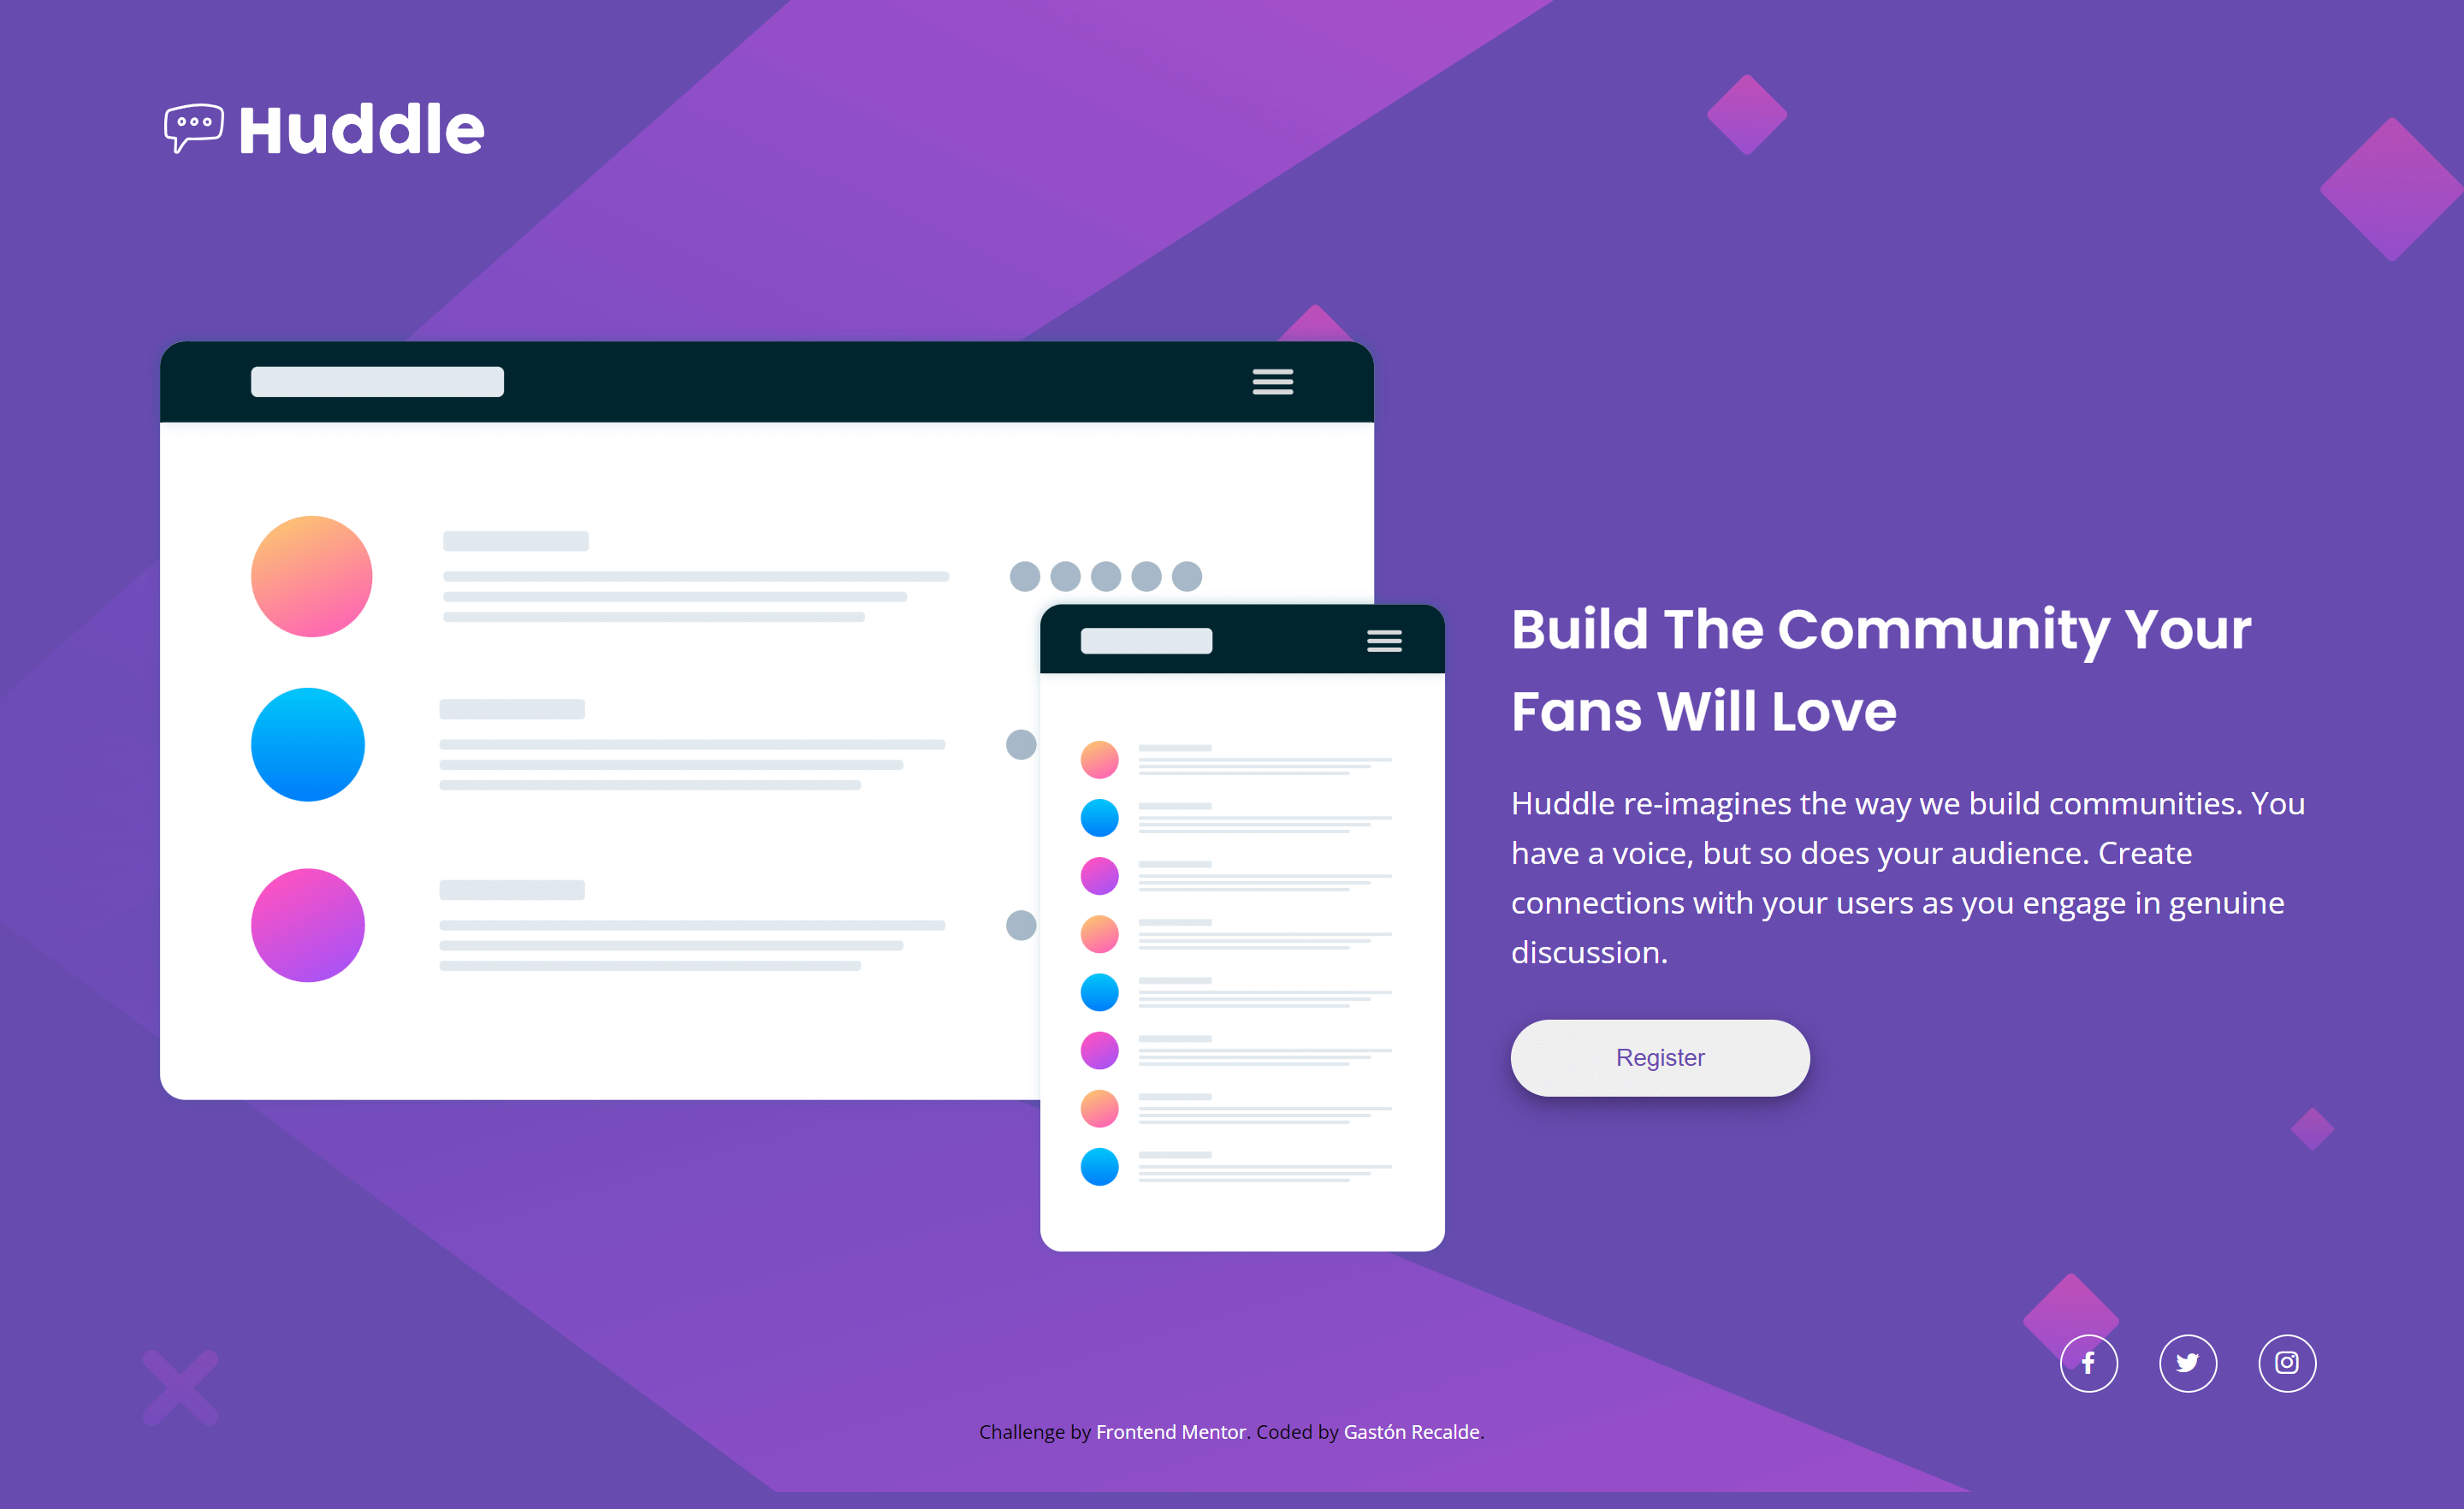 Huddle
Build The Community Your
Fans Will Love
Huddle re-imagines the way we build communities. You
have a voice, but so does your audience. Create
connections with your users as you engage in genuine
discussion.
Register
Challenge by Frontend Mentor. Coded by Gastón Recalde.